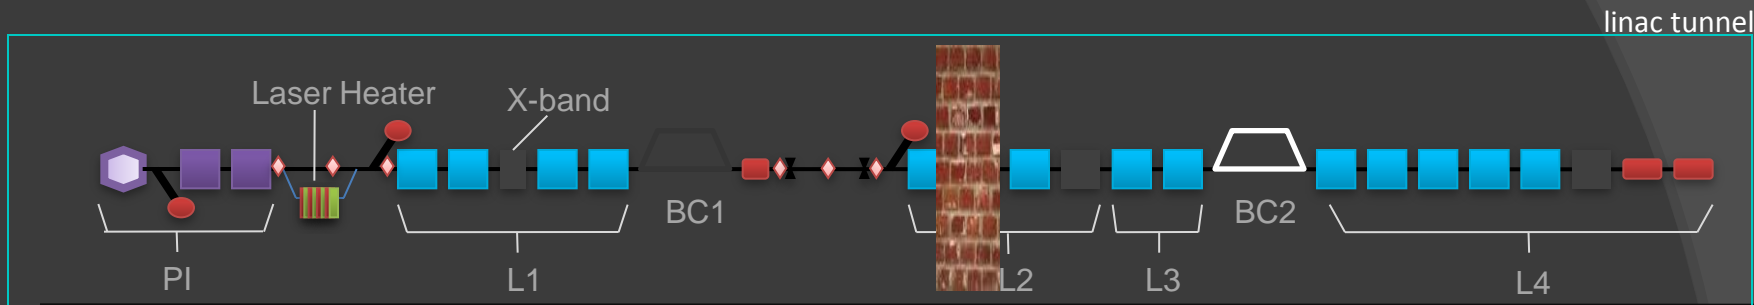 linac tunnel
Laser Heater
X-band
BC1
BC2
PI
L1
L2
L3
L4